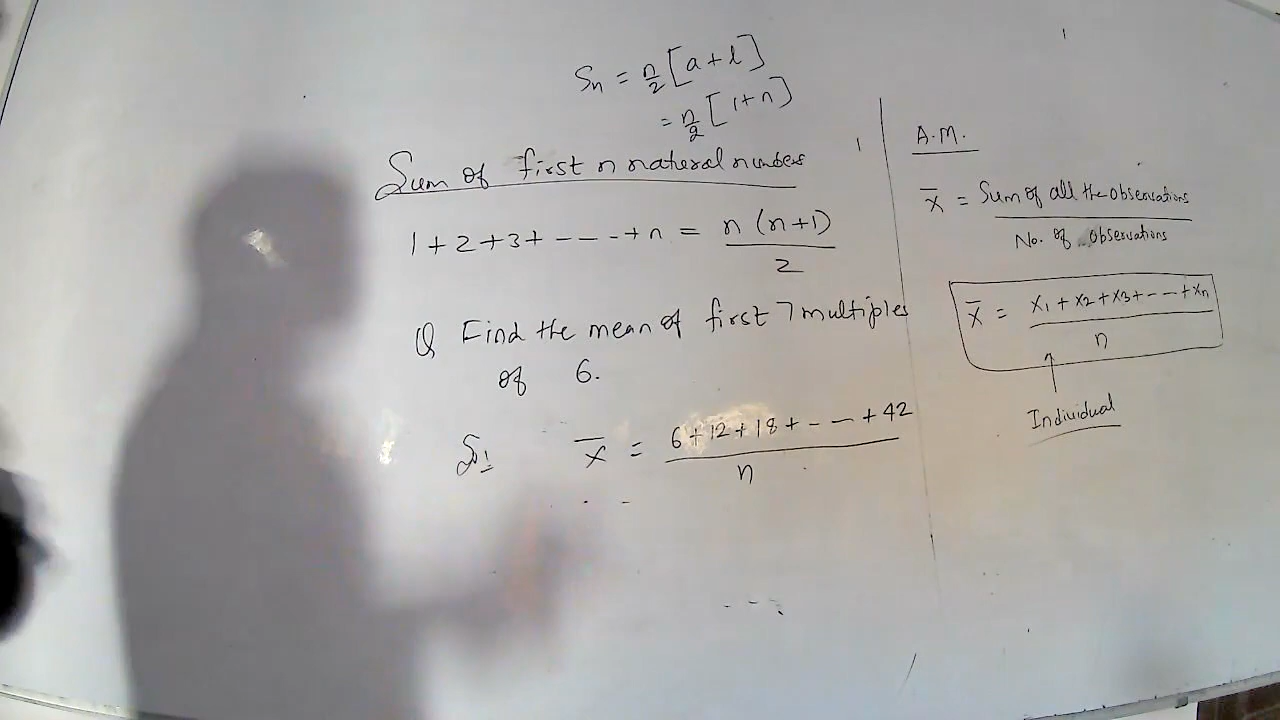 Sn = n/2 [a + l]
= n/2 [1 + n]
Sum of first n natural numbers
1 + 2 + 3 + - - - - + n = n (n+1) / 2
Q Find the mean of first 7 multiples
of 6.
Sol x̄ = 6 + 12 + 18 + - - + 42 / n
A.M.
x̄ = Sum of all the observations / No. of observations
x̄ = x1 + x2 + x3 + - - - + xn / n
Individual